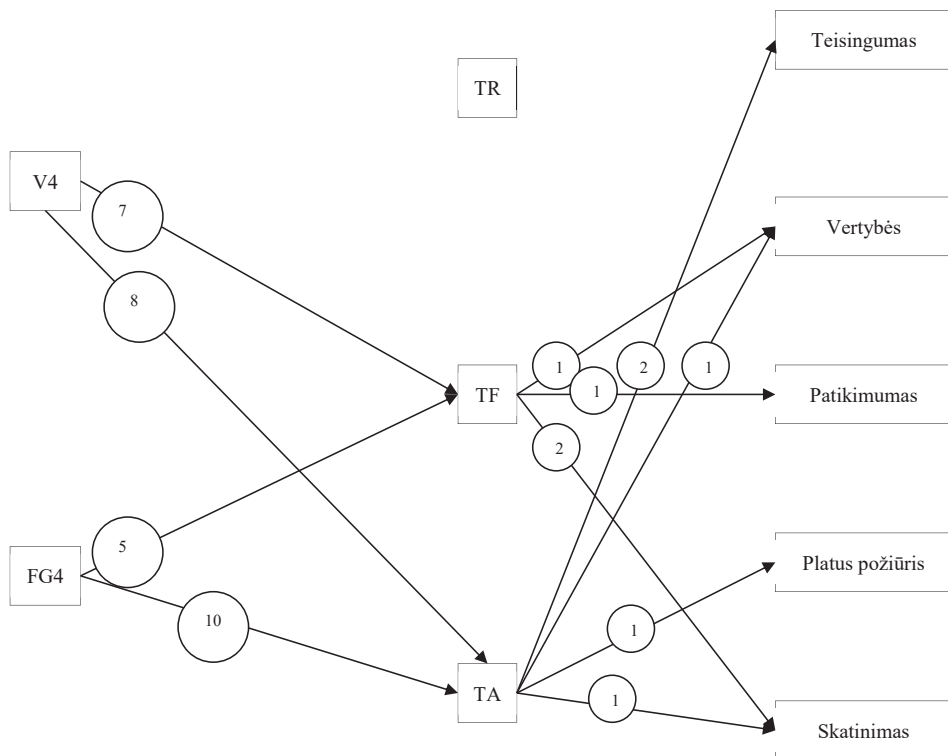 Teisingumas
TR
V4
7
Vertybės
8
1
2
1
TF
1
Patikimumas
2
5
Platus požiūris
FG4
10
1
TA
1
Skatinimas